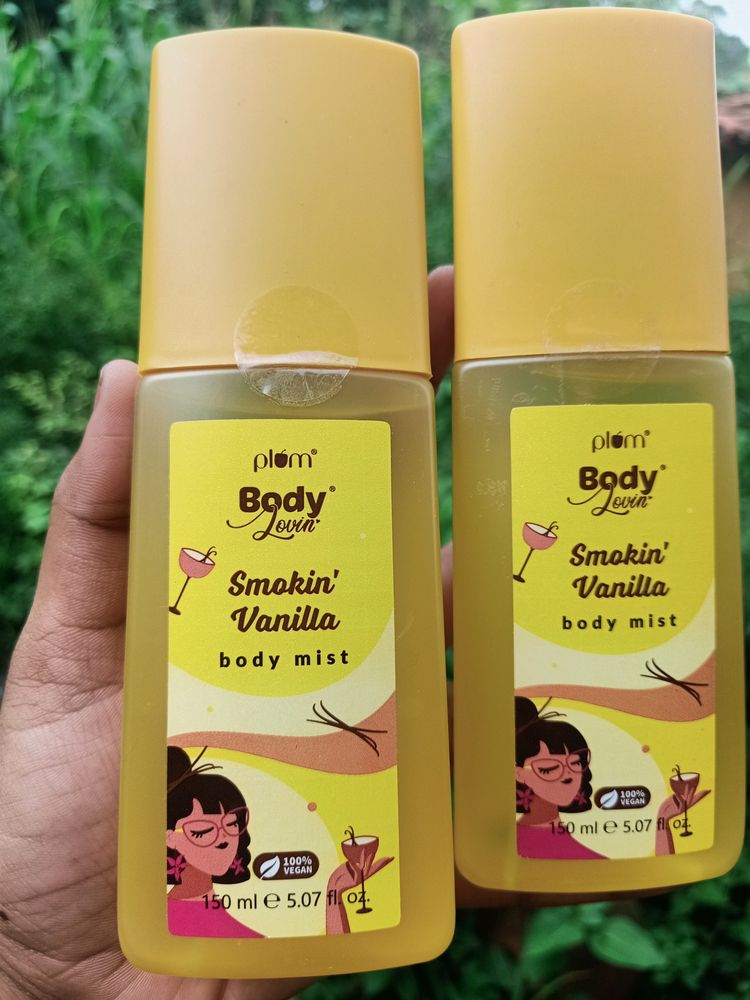 plum®
Body®
Lovin'
Smokin'
Vanilla
body mist
100%
VEGAN
150 ml ℮ 5.07 fl. oz.
plum®
Body®
Lovin'
Smokin'
Vanilla
body mist
100%
VEGAN
150 ml ℮ 5.07 fl. oz.